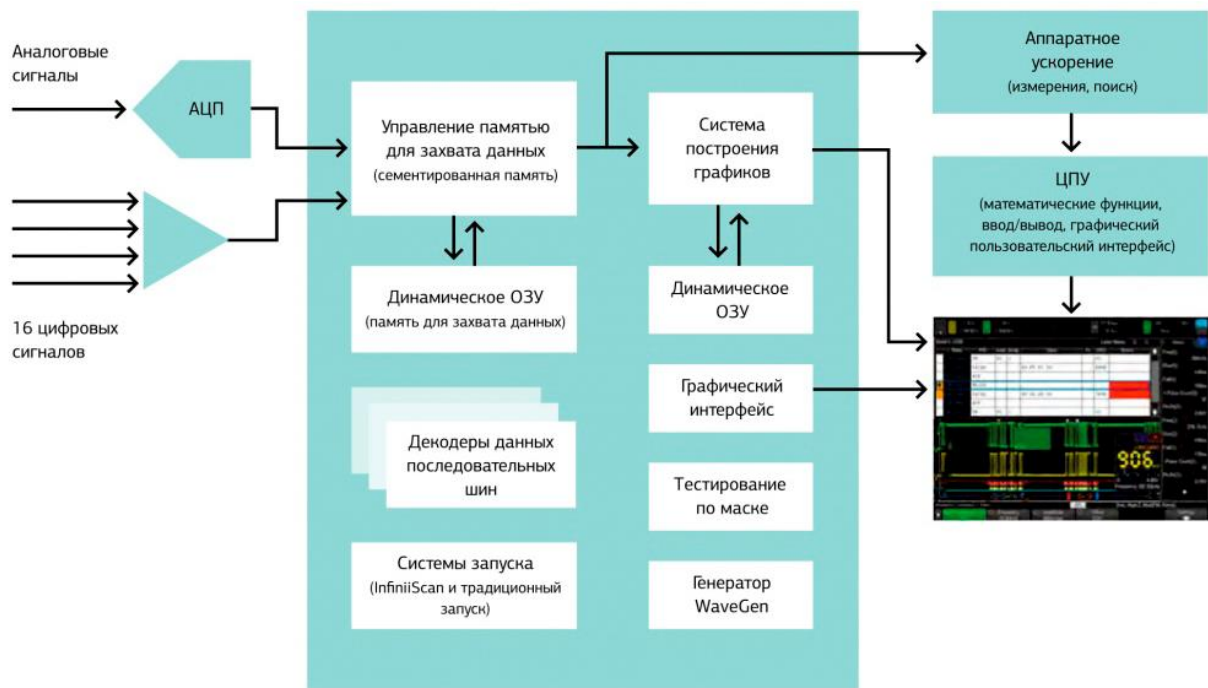 Аналоговые
сигналы
АЦП
16 цифровых
сигналов
Управление памятью
для захвата данных
(сементированная память)
Динамическое ОЗУ
(память для захвата данных)
Декодеры данных
последовательных
шин
Системы запуска
(InfiniiScan и традиционный
запуск)
Система
построения
графиков
Динамическое
ОЗУ
Графический
интерфейс
Тестирование
по маске
Генератор
WaveGen
Аппаратное
ускорение
(измерения, поиск)
ЦПУ
(математические функции,
ввод/вывод, графический
пользовательский интерфейс)
906